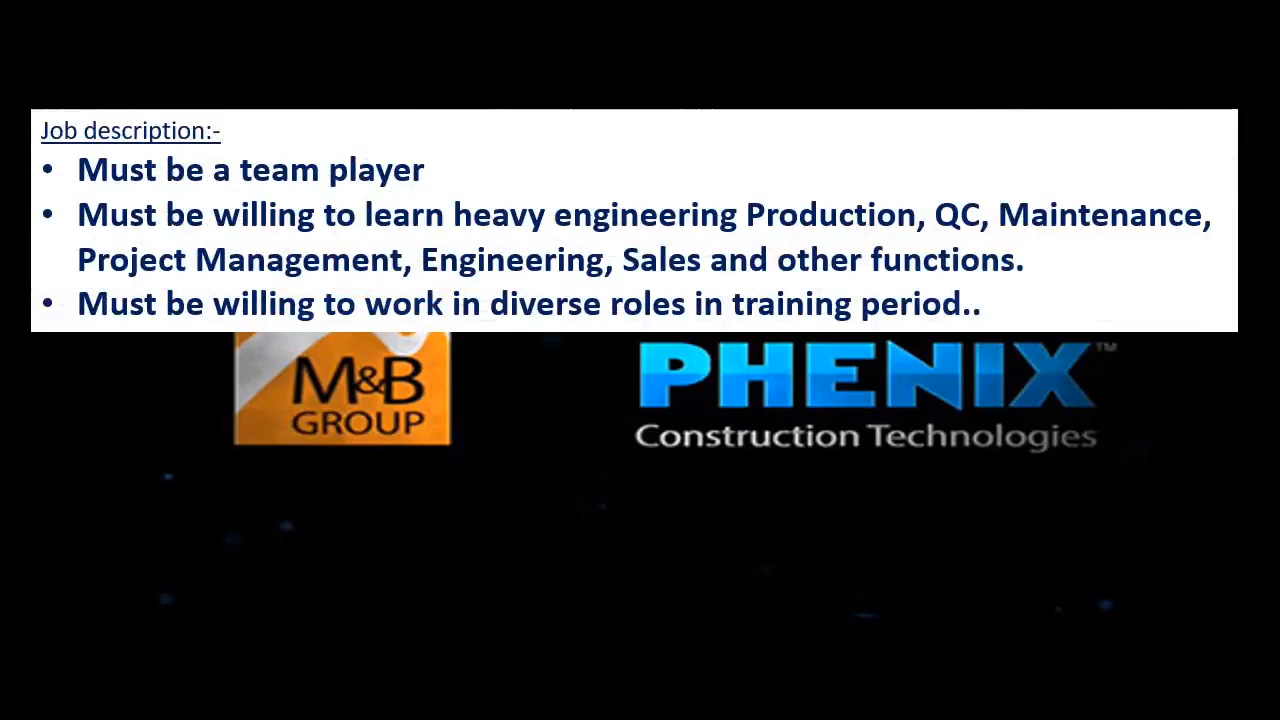 Job description:-
• Must be a team player
• Must be willing to learn heavy engineering Production, QC, Maintenance,
Project Management, Engineering, Sales and other functions.
• Must be willing to work in diverse roles in training period..
M&B
GROUP
PHENIX™
Construction Technologies